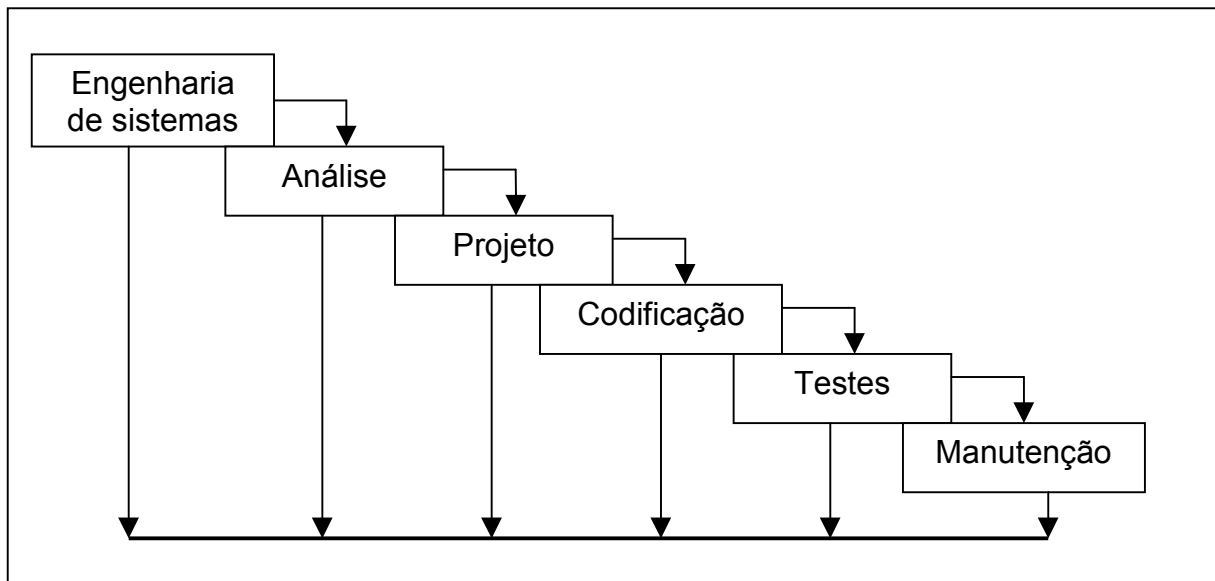 Engenharia
de sistemas
Análise
Projeto
Codificação
Testes
Manutenção